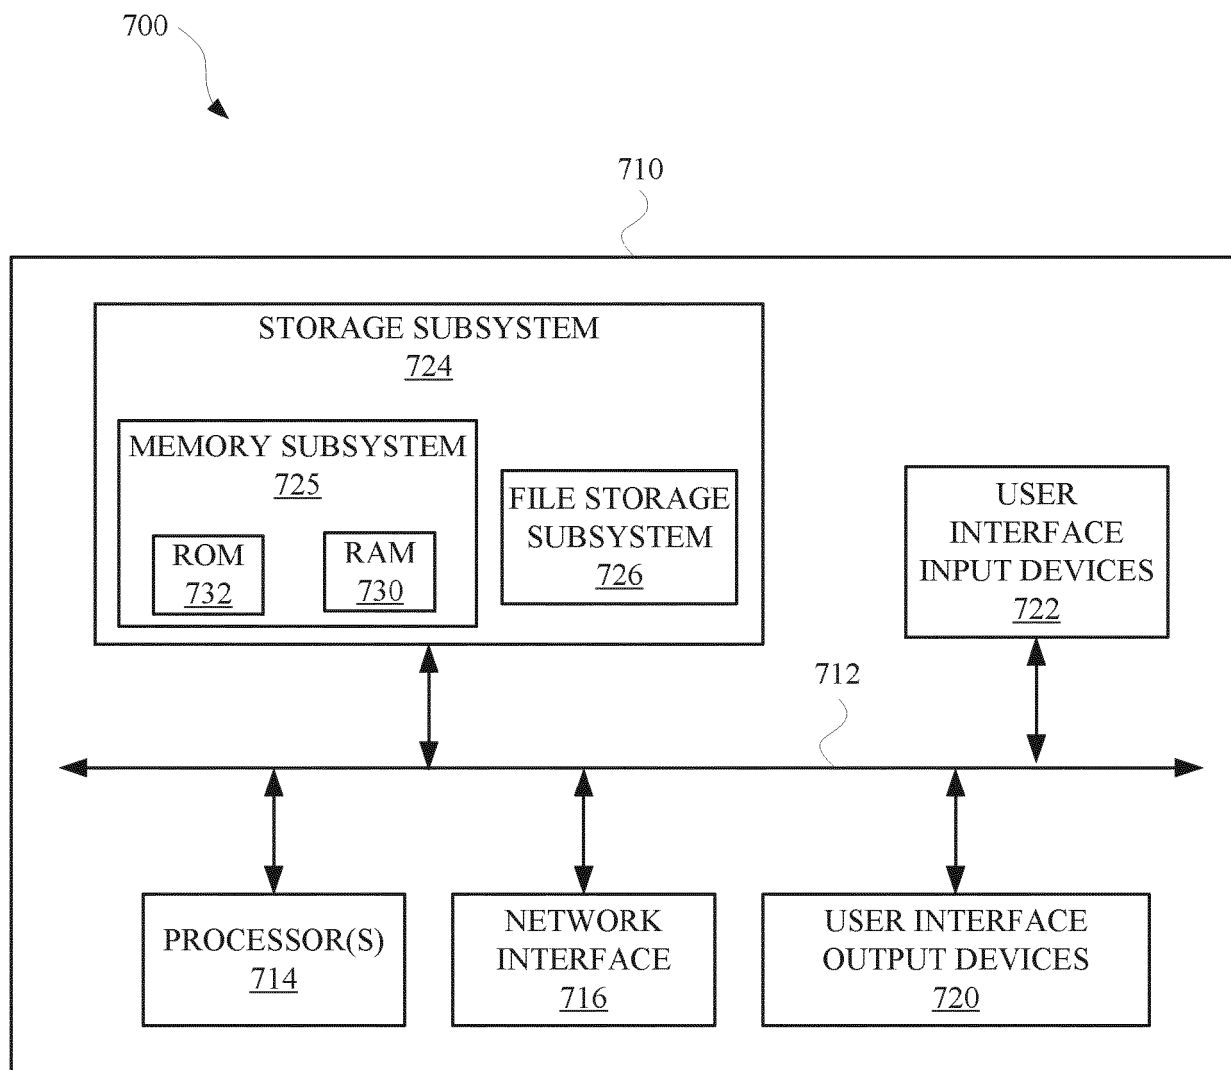 700
710
STORAGE SUBSYSTEM
724
MEMORY SUBSYSTEM
725
ROM
732
RAM
730
FILE STORAGE
SUBSYSTEM
726
USER
INTERFACE
INPUT DEVICES
722
712
PROCESSOR(S)
714
NETWORK
INTERFACE
716
USER INTERFACE
OUTPUT DEVICES
720